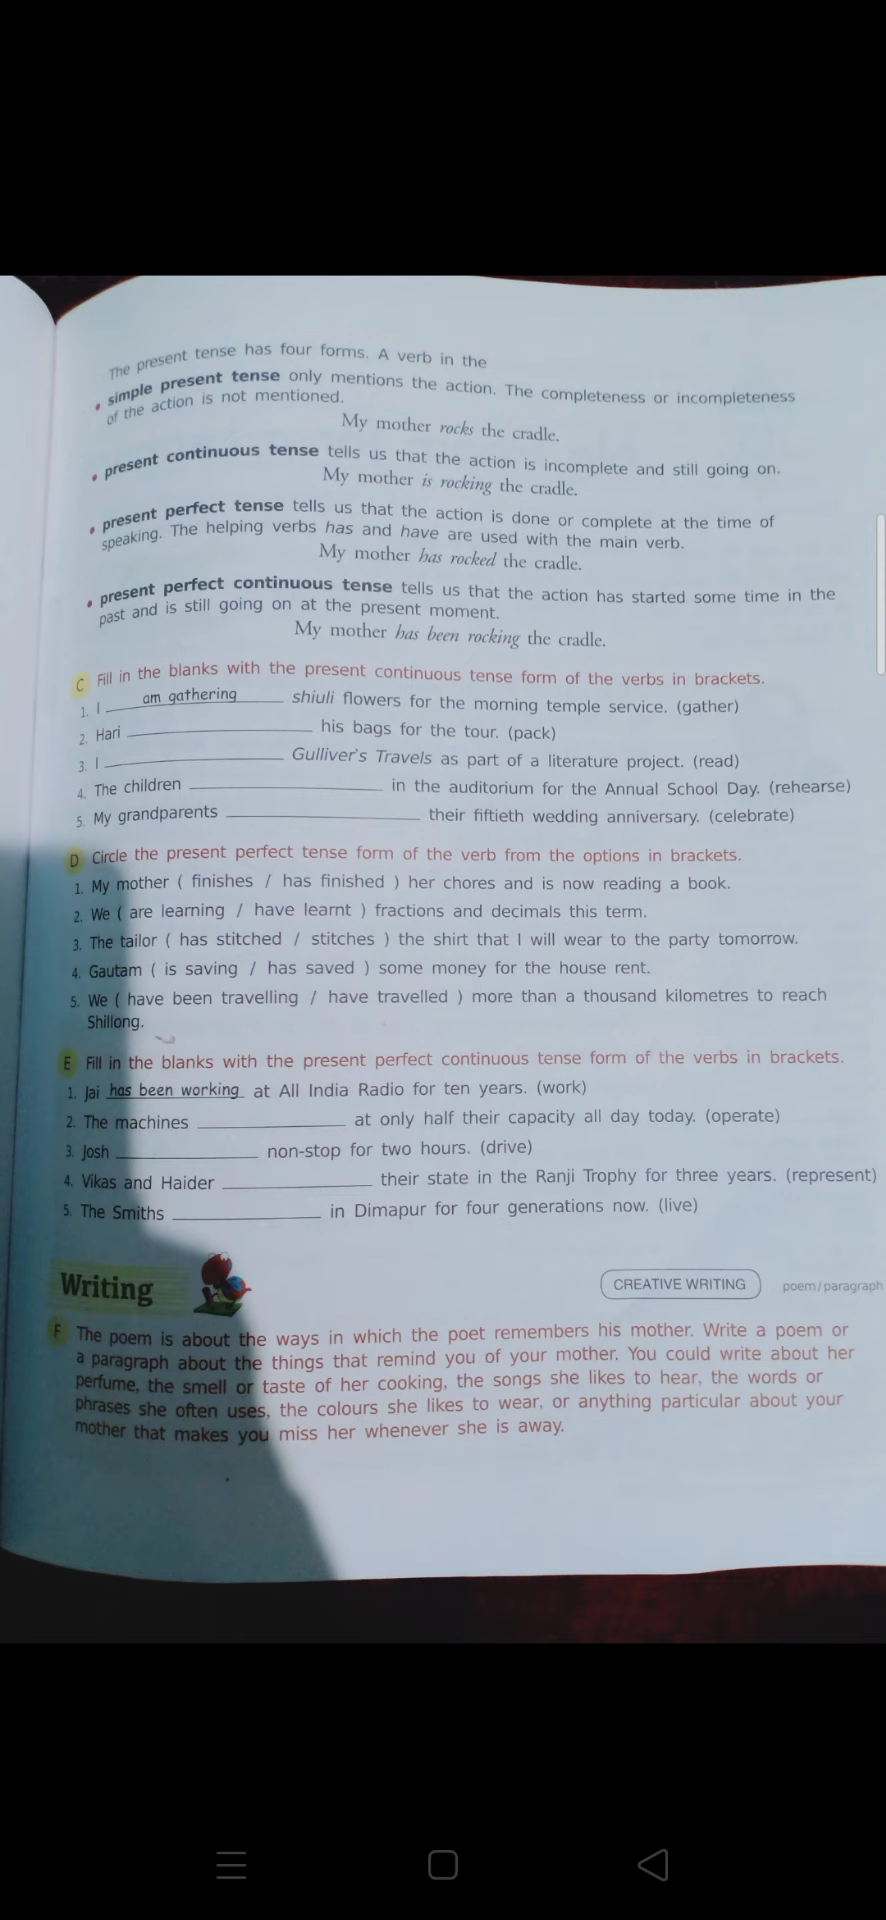 The present tense has four forms. A verb in the
• simple present tense only mentions the action. The completeness or incompleteness
of the action is not mentioned.
My mother rocks the cradle.
• present continuous tense tells us that the action is incomplete and still going on.
My mother is rocking the cradle.
• present perfect tense tells us that the action is done or complete at the time of
speaking. The helping verbs has and have are used with the main verb.
My mother has rocked the cradle.
• present perfect continuous tense tells us that the action has started some time in the
past and is still going on at the present moment.
My mother has been rocking the cradle.
C Fill in the blanks with the present continuous tense form of the verbs in brackets.
1. I am gathering shiuli flowers for the morning temple service. (gather)
2. Hari ____________ his bags for the tour. (pack)
3. I ____________ Gulliver's Travels as part of a literature project. (read)
4. The children ____________ in the auditorium for the Annual School Day. (rehearse)
5. My grandparents ____________ their fiftieth wedding anniversary. (celebrate)
D Circle the present perfect tense form of the verb from the options in brackets.
1. My mother ( finishes / has finished ) her chores and is now reading a book.
2. We ( are learning / have learnt ) fractions and decimals this term.
3. The tailor ( has stitched / stitches ) the shirt that I will wear to the party tomorrow.
4. Gautam ( is saving / has saved ) some money for the house rent.
5. We ( have been travelling / have travelled ) more than a thousand kilometres to reach
Shillong.
E Fill in the blanks with the present perfect continuous tense form of the verbs in brackets.
1. Jai has been working at All India Radio for ten years. (work)
2. The machines ____________ at only half their capacity all day today. (operate)
3. Josh ____________ non-stop for two hours. (drive)
4. Vikas and Haider ____________ their state in the Ranji Trophy for three years. (represent)
5. The Smiths ____________ in Dimapur for four generations now. (live)
Writing
CREATIVE WRITING poem/paragraph
F The poem is about the ways in which the poet remembers his mother. Write a poem or
a paragraph about the things that remind you of your mother. You could write about her
perfume, the smell or taste of her cooking, the songs she likes to hear, the words or
phrases she often uses, the colours she likes to wear, or anything particular about your
mother that makes you miss her whenever she is away.